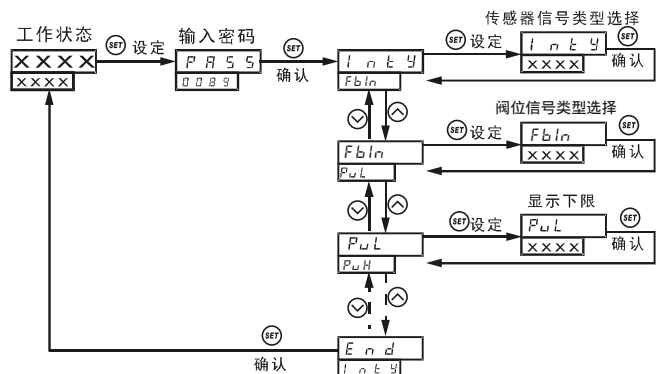 工作状态
XXXX
XXXX
SET 设定
输入密码
PASS
0089
SET
确认
IntY
FbIn
SET 设定
传感器信号类型选择
IntY
XXXX
SET
确认
FbIn
PuL
SET 设定
阀位信号类型选择
FbIn
XXXX
SET
确认
PuL
PuH
SET 设定
显示下限
PuL
XXXX
SET
确认
End
IntY
SET
确认